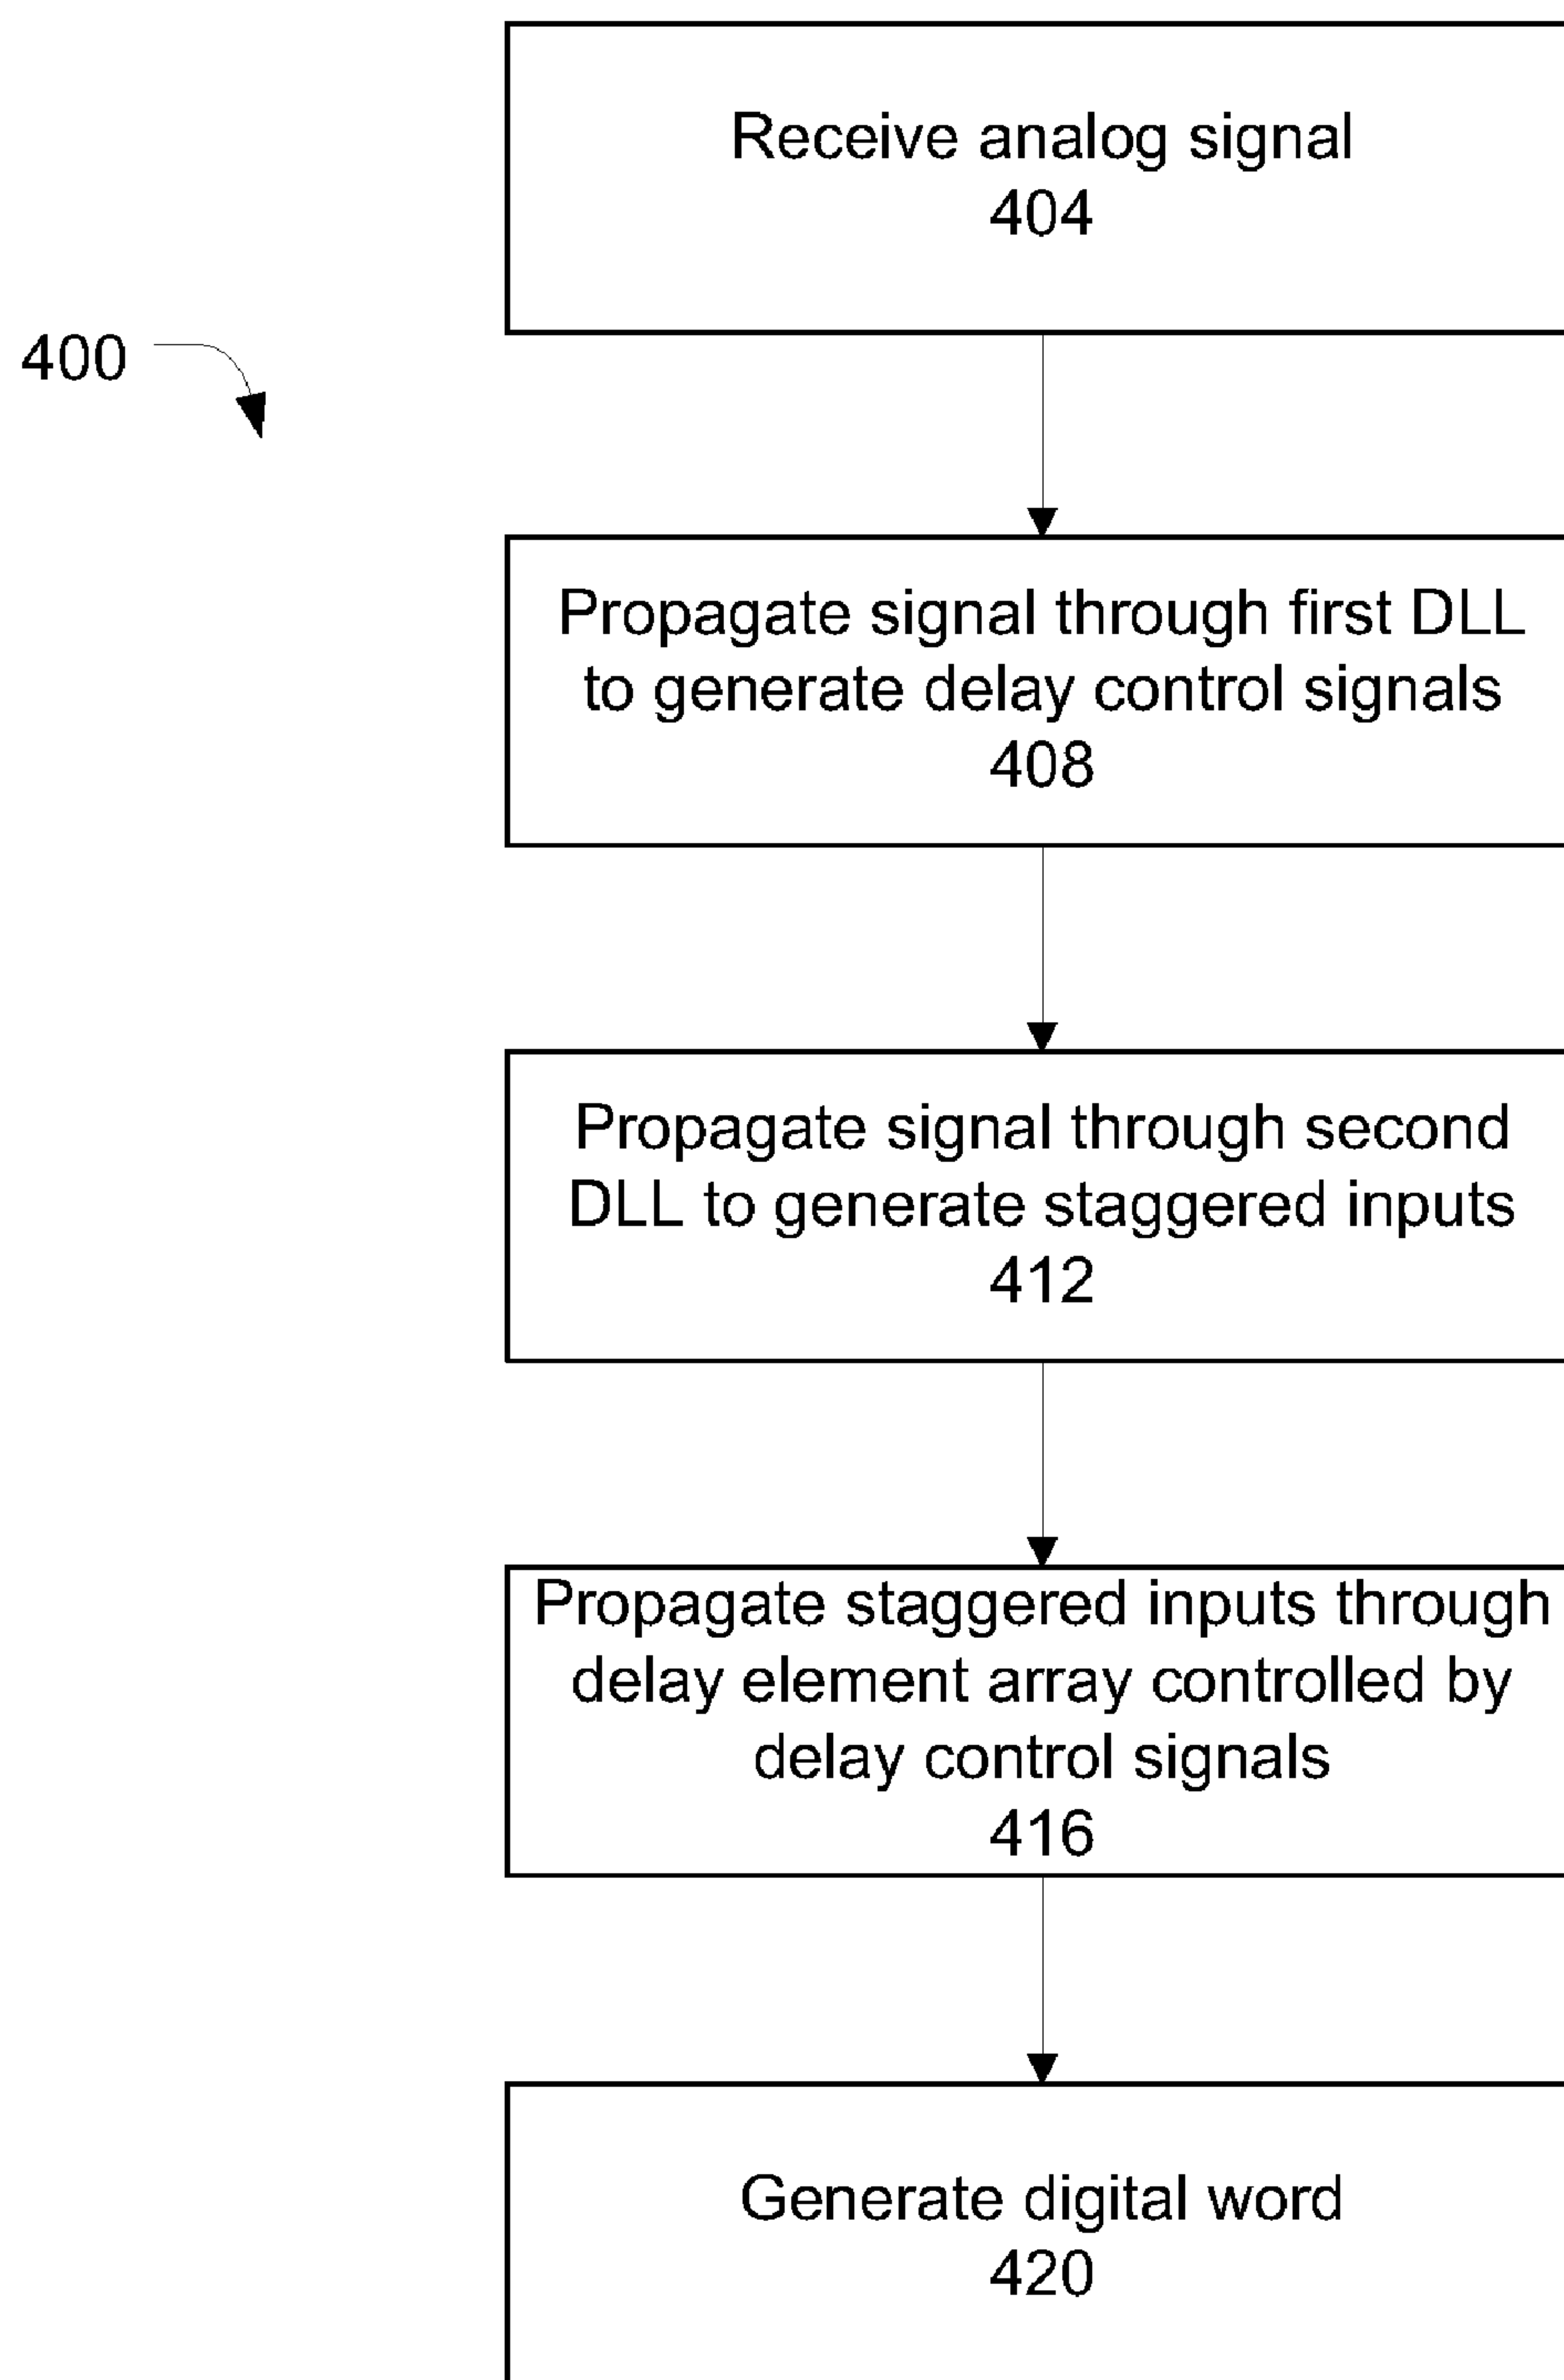 Receive analog signal
404
400
Propagate signal through first DLL
to generate delay control signals
408
Propagate signal through second
DLL to generate staggered inputs
412
Propagate staggered inputs through
delay element array controlled by
delay control signals
416
Generate digital word
420